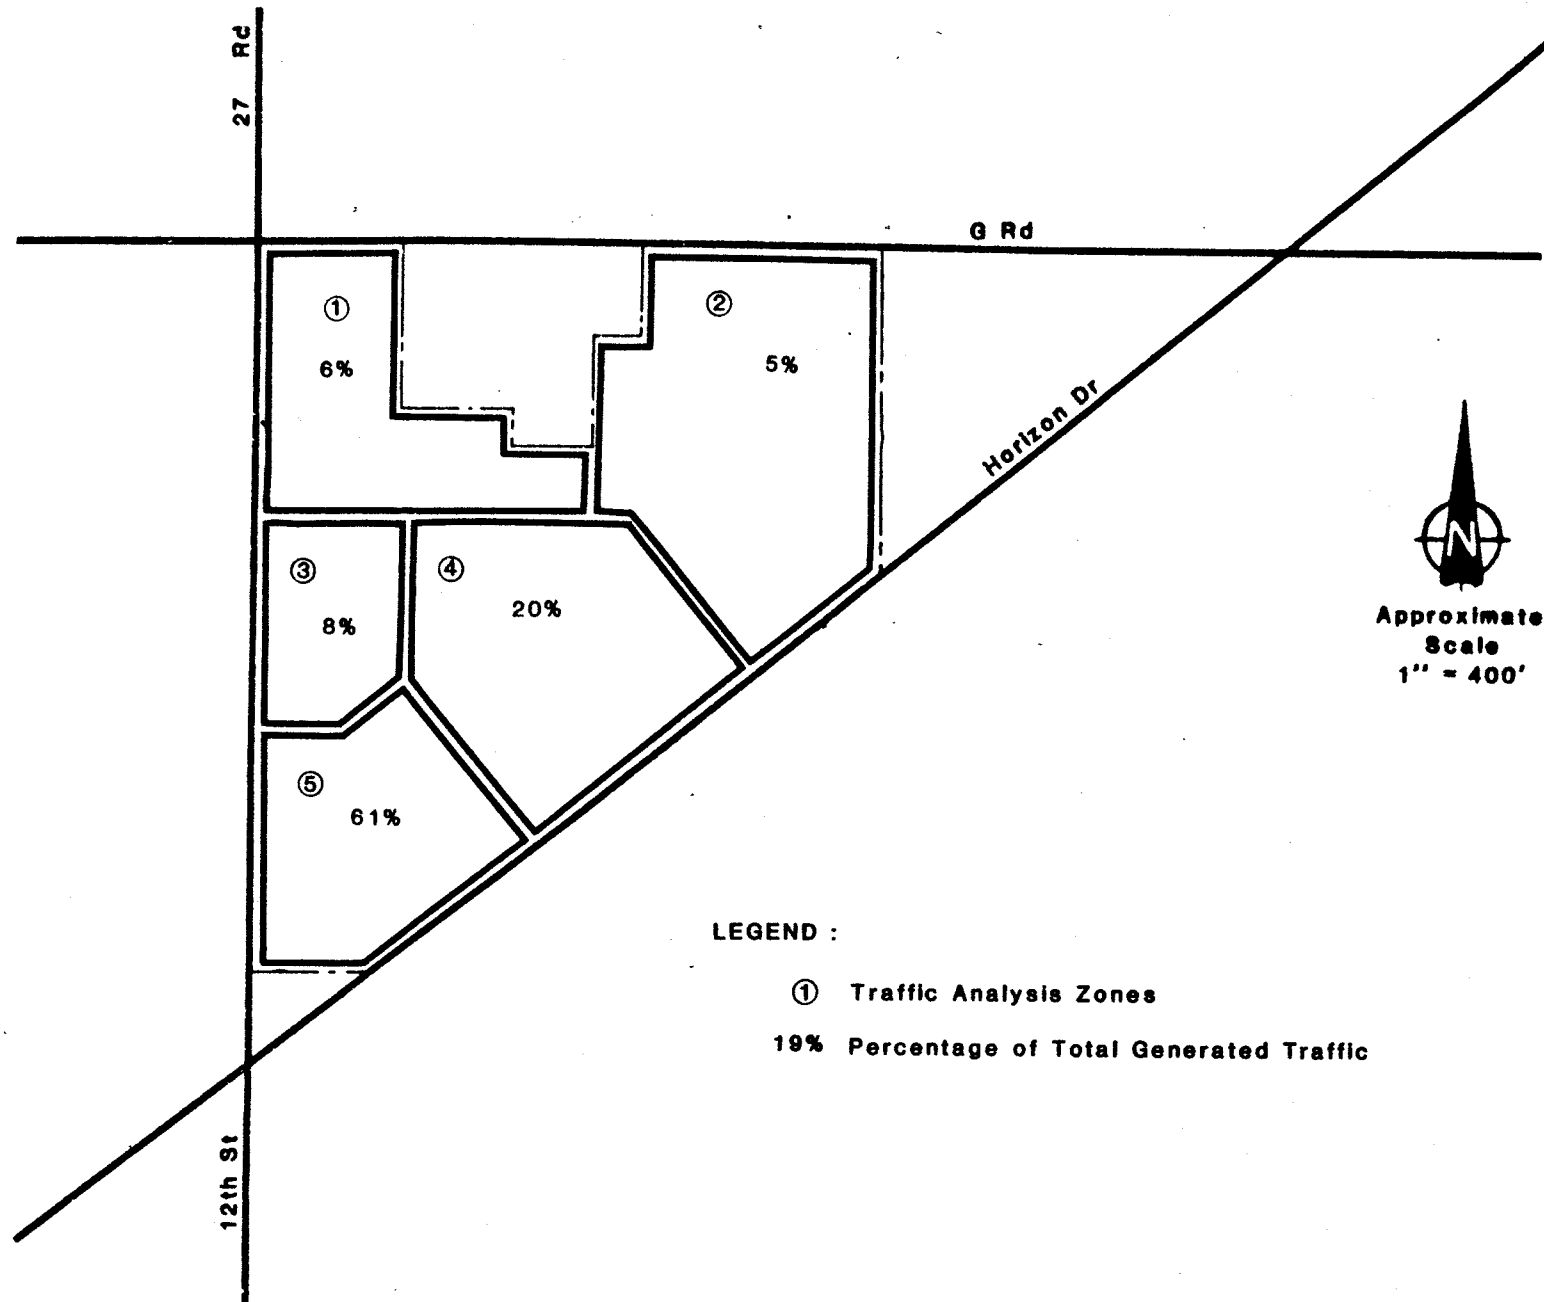 27 Rd
G Rd
①
②
6%
5%
Horizon Dr
N
Approximate
Scale
1" = 400'
③
④
8%
20%
⑤
61%
LEGEND :
① Traffic Analysis Zones
19% Percentage of Total Generated Traffic
12th St